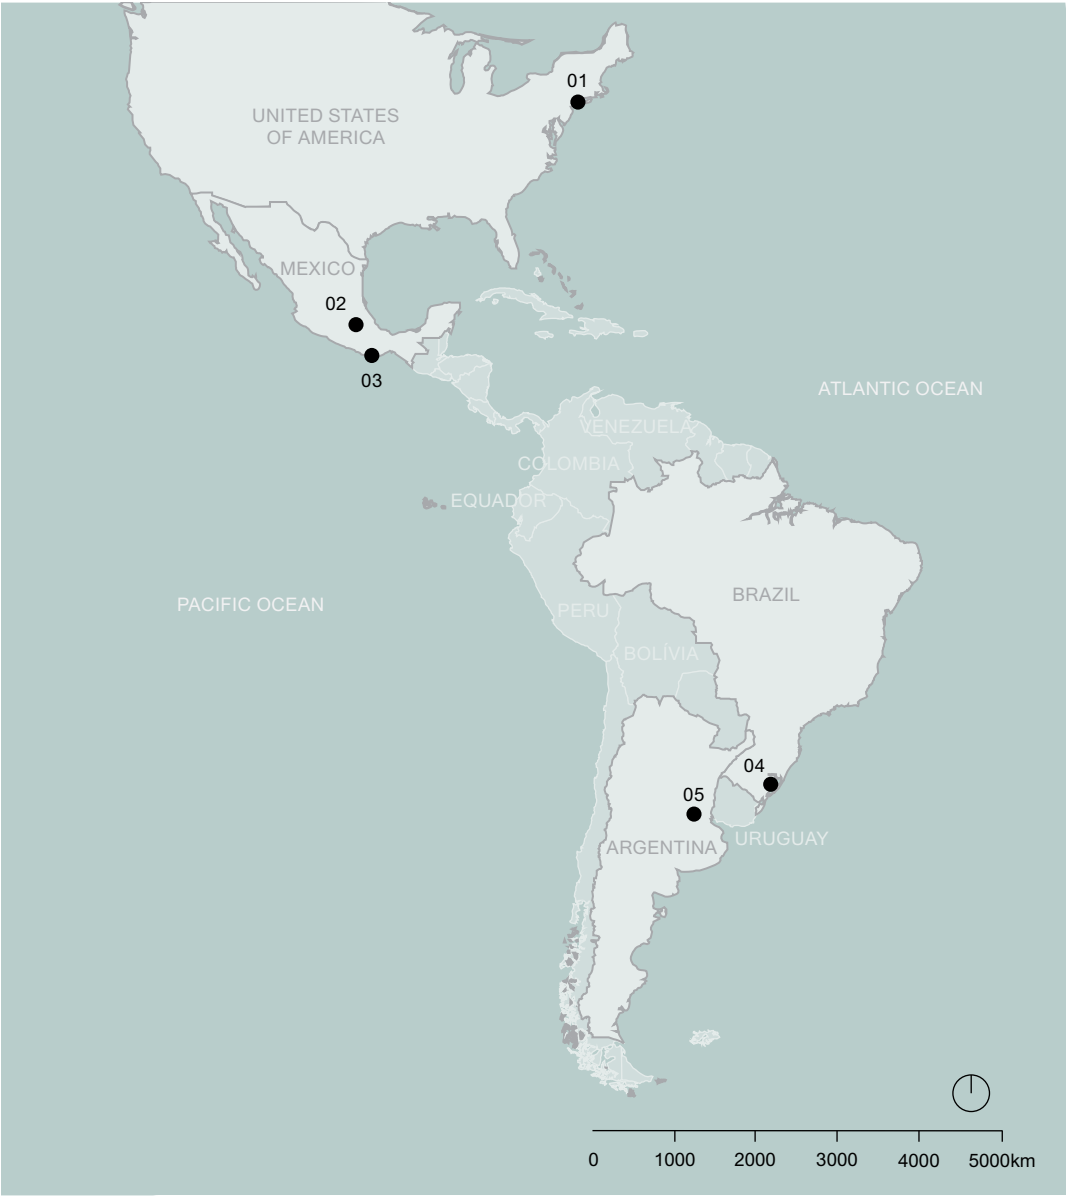 01
UNITED STATES
OF AMERICA
MEXICO
02
03
ATLANTIC OCEAN
VENEZUELA
COLOMBIA
EQUADOR
BRAZIL
PACIFIC OCEAN
PERU
BOLÍVIA
04
05
URUGUAY
ARGENTINA
0 1000 2000 3000 4000 5000km